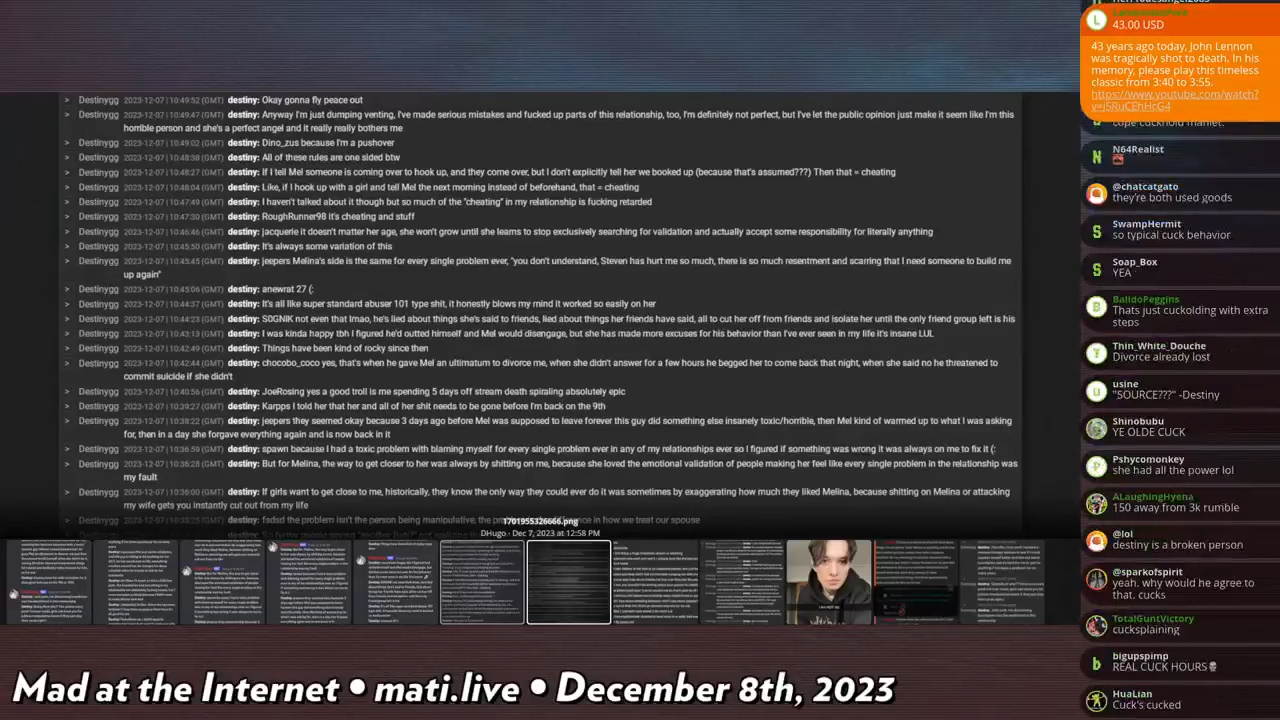 > Destinygg 2023-12-07 | 10:49:52 (GMT) destiny: Okay gonna fly peace out
> Destinygg 2023-12-07 | 10:49:47 (GMT) destiny: Anyway I'm just dumping venting, I've made serious mistakes and fucked up parts of this relationship, too, I'm definitely not perfect, but I've let the public opinion just make it seem like I'm this
horrible person and she's a perfect angel and it really really bothers me
> Destinygg 2023-12-07 | 10:49:02 (GMT) destiny: Dino_zus because I'm a pushover
> Destinygg 2023-12-07 | 10:48:38 (GMT) destiny: All of these rules are one sided btw
> Destinygg 2023-12-07 | 10:48:27 (GMT) destiny: If I tell Mel someone is coming over to hook up, and they come over, but I don't explicitly tell her we booked up (because that's assumed???) Then that = cheating
> Destinygg 2023-12-07 | 10:48:04 (GMT) destiny: Like, if I hook up with a girl and tell Mel the next morning instead of beforehand, that = cheating
> Destinygg 2023-12-07 | 10:47:49 (GMT) destiny: I haven't talked about it though but so much of the "cheating" in my relationship is fucking retarded
> Destinygg 2023-12-07 | 10:47:30 (GMT) destiny: RoughRunner98 it's cheating and stuff
> Destinygg 2023-12-07 | 10:46:46 (GMT) destiny: jacquerie it doesn't matter her age, she won't grow until she learns to stop exclusively searching for validation and actually accept some responsibility for literally anything
> Destinygg 2023-12-07 | 10:45:50 (GMT) destiny: It's always some variation of this
> Destinygg 2023-12-07 | 10:45:45 (GMT) destiny: jeepers Melina's side is the same for every single problem ever, "you don't understand, Steven has hurt me so much, there is so much resentment and scarring that I need someone to build me
up again"
> Destinygg 2023-12-07 | 10:45:06 (GMT) destiny: anewrat 27 (:
> Destinygg 2023-12-07 | 10:44:37 (GMT) destiny: It's all like super standard abuser 101 type shit, it honestly blows my mind it worked so easily on her
> Destinygg 2023-12-07 | 10:44:23 (GMT) destiny: S0GNIK not even that lmao, he's lied about things she's said to friends, lied about things her friends have said, all to cut her off from friends and isolate her until the only friend group left is his
> Destinygg 2023-12-07 | 10:43:19 (GMT) destiny: I was kinda happy tbh I figured he'd outted himself and Mel would disengage, but she has made more excuses for his behavior than I've ever seen in my life it's insane LUL
> Destinygg 2023-12-07 | 10:42:49 (GMT) destiny: Things have been kind of rocky since then
> Destinygg 2023-12-07 | 10:42:44 (GMT) destiny: chocobo_coco yes, that's when he gave Mel an ultimatum to divorce me, when she didn't answer for a few hours he begged her to come back that night, when she said no he threatened to
commit suicide if she didn't
> Destinygg 2023-12-07 | 10:40:56 (GMT) destiny: JoeRosing yes a good troll is me spending 5 days off stream death spiraling absolutely epic
> Destinygg 2023-12-07 | 10:39:27 (GMT) destiny: Karpps I told her that her and all of her shit needs to be gone before I'm back on the 9th
> Destinygg 2023-12-07 | 10:38:22 (GMT) destiny: jeepers they seemed okay because 3 days ago before Mel was supposed to leave forever this guy did something else insanely toxic/horrible, then Mel kind of warmed up to what I was asking
for, then in a day she forgave everything again and is now back in it
> Destinygg 2023-12-07 | 10:36:59 (GMT) destiny: spawn because I had a toxic problem with blaming myself for every single problem ever in any of my relationships ever so I figured if something was wrong it was always on me to fix it (:
> Destinygg 2023-12-07 | 10:36:28 (GMT) destiny: But for Melina, the way to get closer to her was always by shitting on me, because she loved the emotional validation of people making her feel like every single problem in the relationship was
my fault
> Destinygg 2023-12-07 | 10:36:00 (GMT) destiny: If girls want to get close to me, historically, they know the only way they could ever do it was sometimes by exaggerating how much they liked Melina, because shitting on Melina or attacking
my wife gets you instantly cut out from my life
> Destinygg 2023-12-07 destiny: fsdsd the problem isn't the person being manipulative, the in how we treat our spouse
1701955326666.png
DHugo · Dec 7, 2023 at 12:58 PM
Mad at the Internet • mati.live • December 8th, 2023
L
43.00 USD
43 years ago today, John Lennon
was tragically shot to death. In his
memory, please play this timeless
classic from 3:40 to 3:55.
https://www.youtube.com/watch?
v=j5RuCEhHcG4
N
N64Realist
@chatcatgato
they're both used goods
S
SwampHermit
so typical cuck behavior
S
Soap_Box
YEA
BalldoPeggins
Thats just cuckolding with extra
steps
Thin_White_Douche
Divorce already lost
usine
"SOURCE???" -Destiny
Shinobubu
YE OLDE CUCK
Pshycomonkey
she had all the power lol
ALaughingHyena
150 away from 3k rumble
@lol
destiny is a horrible person
@sparkofspirit
yeah, why would he agree to
that. cucks.
TotalGuntVictory
cucksplaining
b
bigupspimp
REAL CUCK HOURS
HuaLian
Cuck's cucked